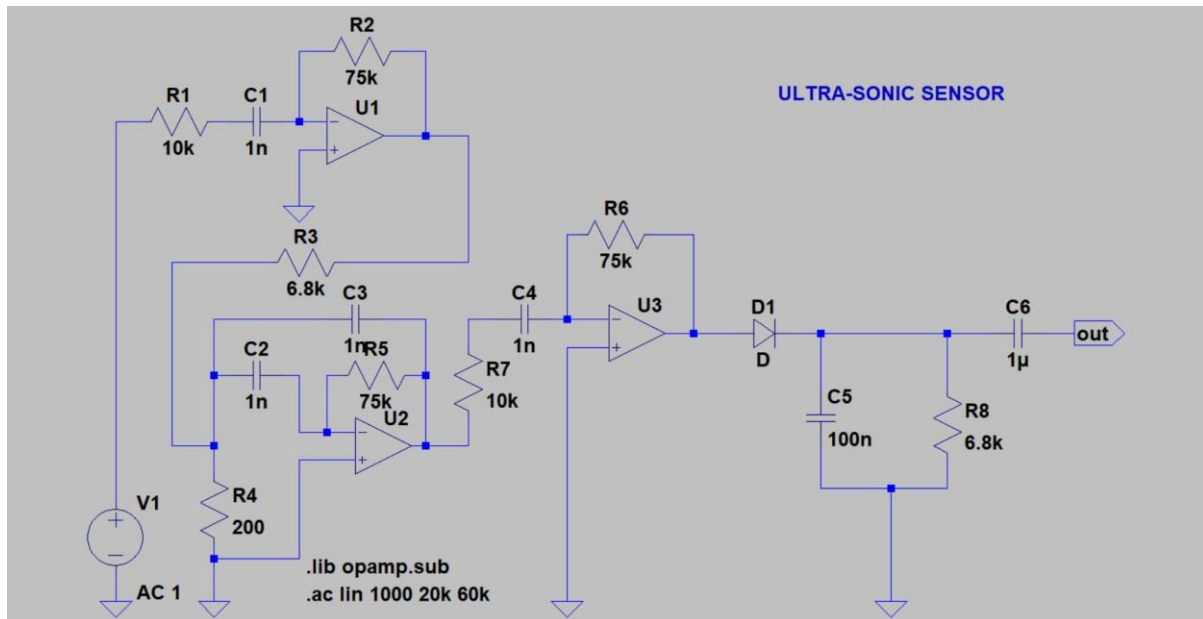 R2
75k
ULTRA-SONIC SENSOR
R1
C1
U1
10k
1n
R3
6.8k
R6
75k
C3
1n
C4
1n
U3
D1
D
C6
1µ
out
C2
1n
R5
75k
U2
R7
10k
C5
100n
R8
6.8k
V1
AC 1
R4
200
.lib opamp.sub
.ac lin 1000 20k 60k